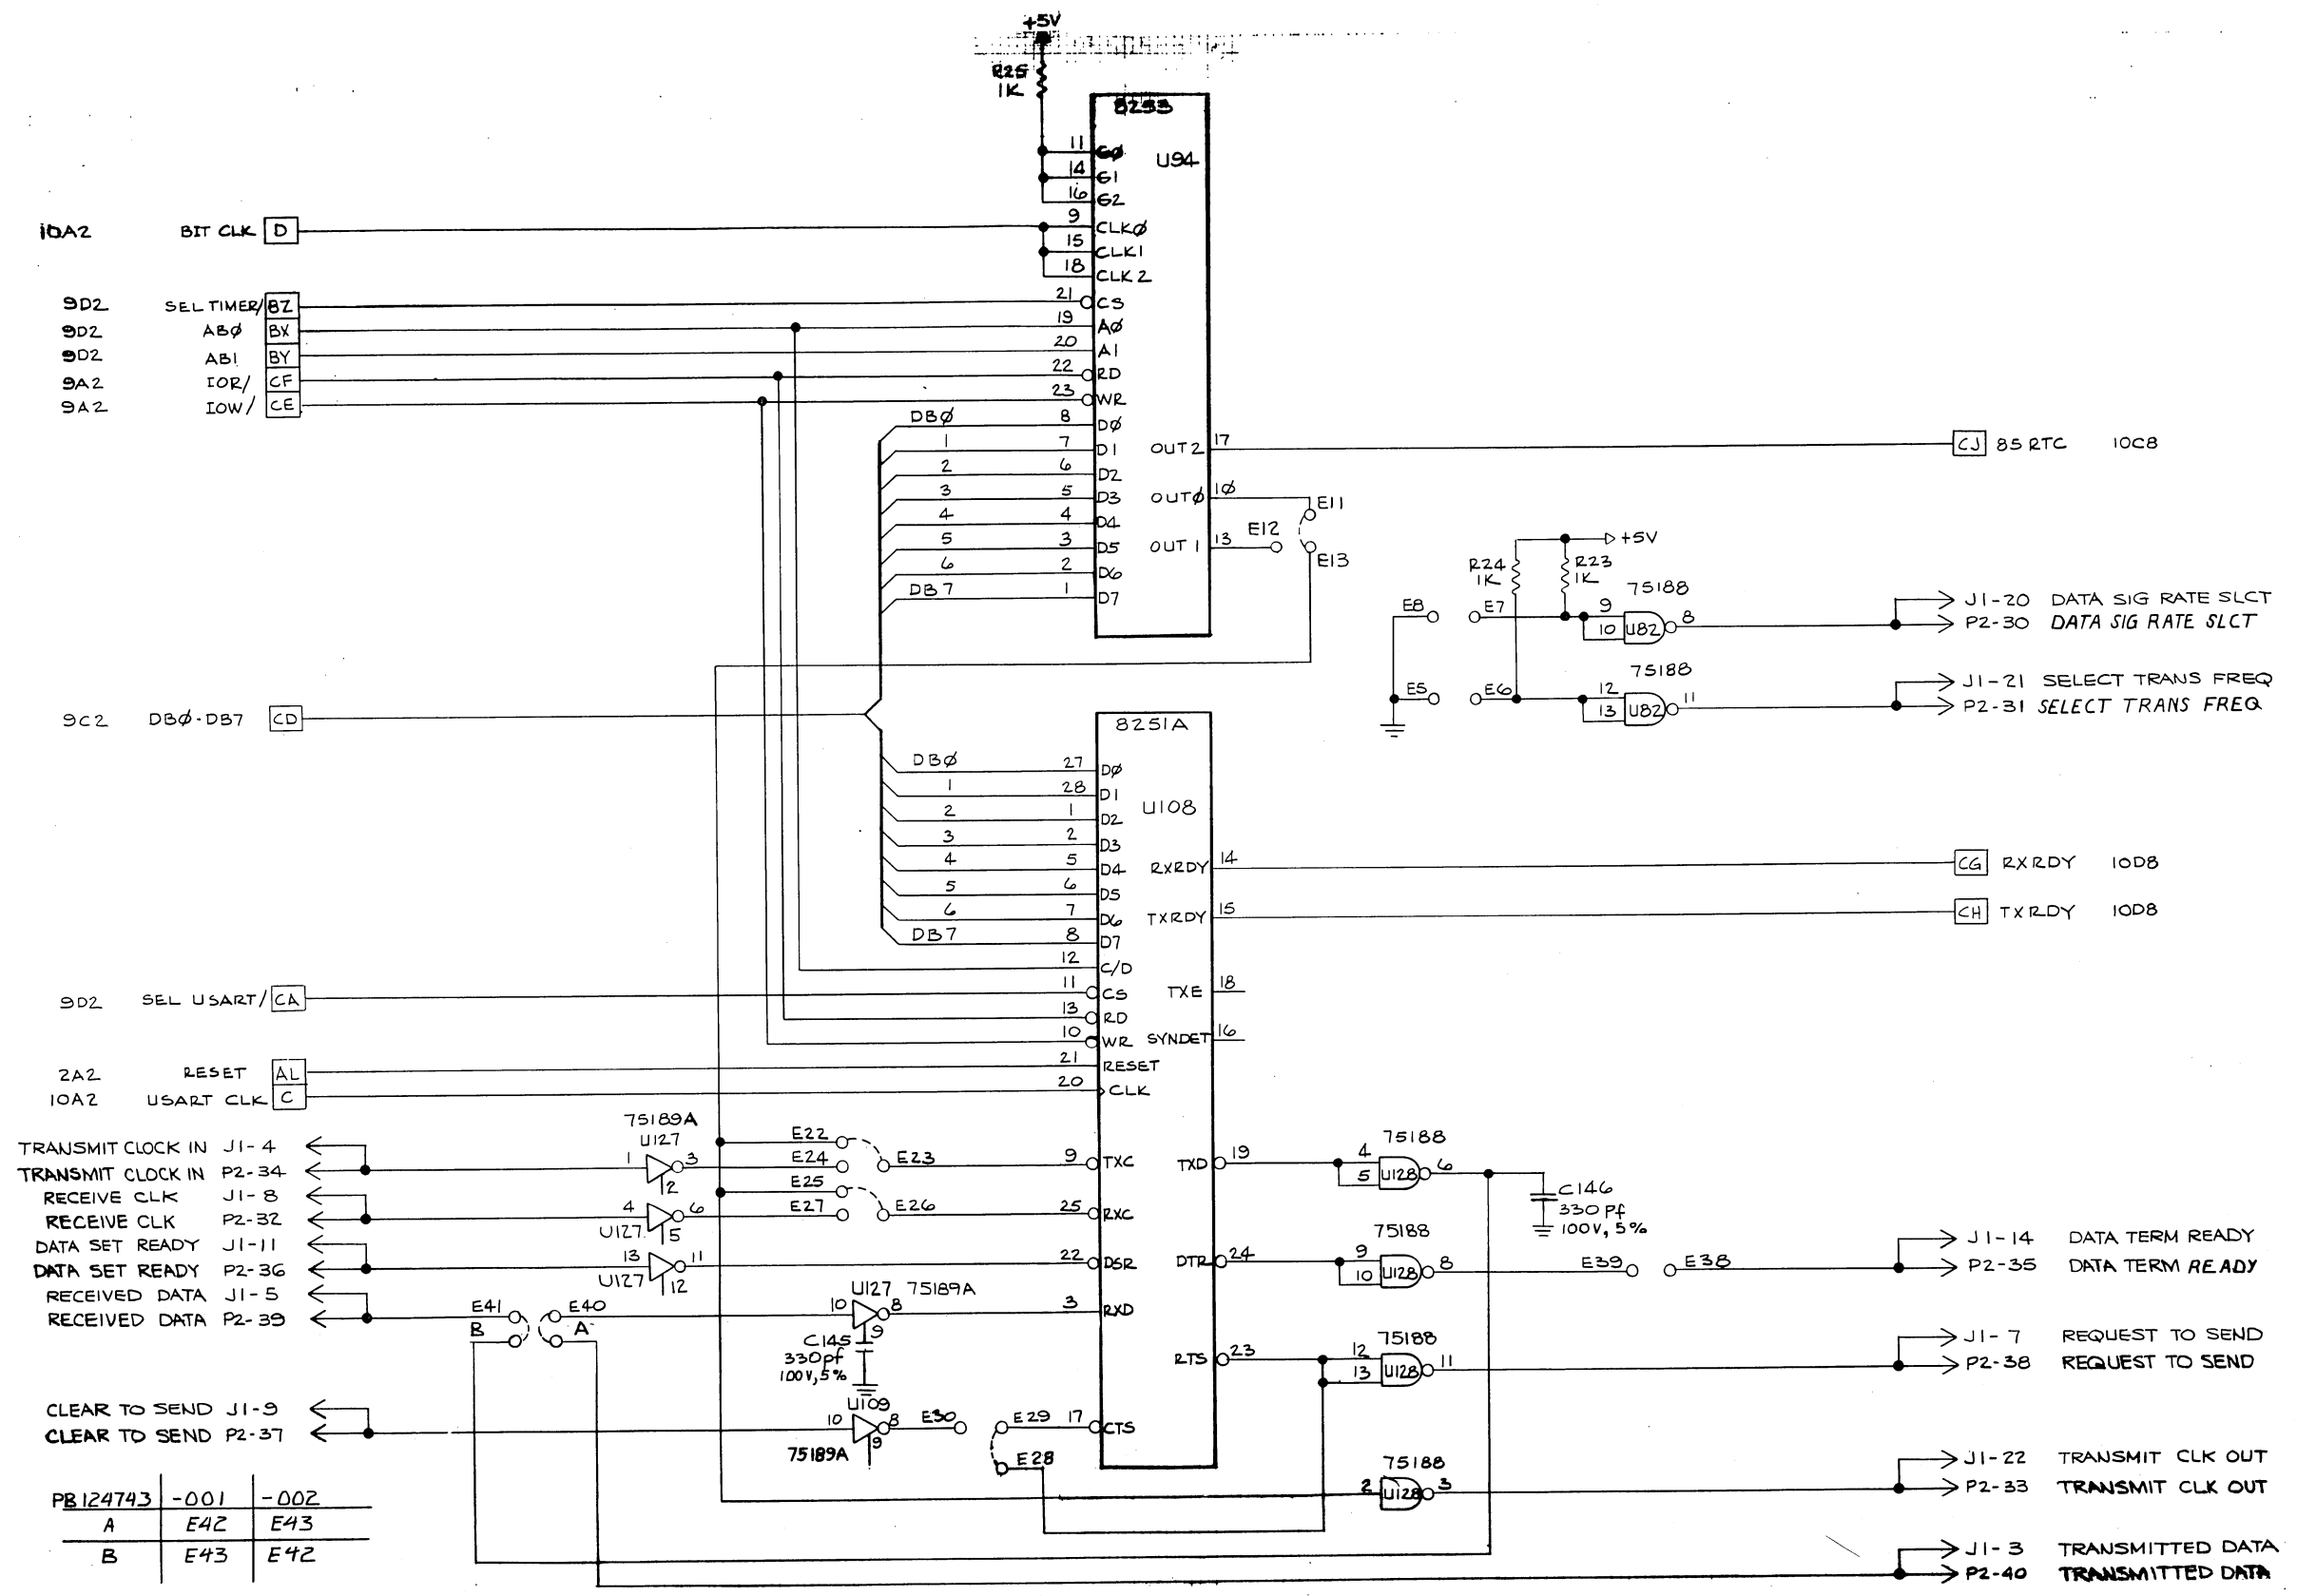 +5V
R25
1K
8253
U94
11 GØ
14 G1
16 G2
10A2 BIT CLK D
9 CLKØ
15 CLK1
18 CLK2
9D2 SEL TIMER/ BZ
21 CS
9D2 ABØ BX
19 AØ
9D2 AB1 BY
20 A1
9A2 IOR/ CF
22 RD
9A2 IOW/ CE
23 WR
DBØ 8 DØ
1 7 D1
OUT2 17
CJ 85 RTC 10C8
2 6 D2
3 5 D3
OUTØ 1Ø
E11
4 4 D4
5 3 D5
OUT 1 13
E12
E13
6 2 D6
DB7 1 D7
+5V
R24
1K
R23
1K
75188
E8 E7 9 10 U82 8
J1-20 DATA SIG RATE SLCT
P2-30 DATA SIG RATE SLCT
75188
E5 E6 12 13 U82 11
J1-21 SELECT TRANS FREQ
P2-31 SELECT TRANS FREQ
9C2 DBØ-DB7 CD
8251A
U108
DBØ 27 DØ
1 28 D1
2 1 D2
3 2 D3
4 5 D4
RXRDY 14
CG RXRDY 10D8
5 6 D5
6 7 D6
TXRDY 15
CH TXRDY 10D8
DB7 8 D7
12 C/D
9D2 SEL USART/ CA
11 CS
TXE 18
13 RD
10 WR
SYNDET 16
2A2 RESET AL
21 RESET
10A2 USART CLK C
20 CLK
75189A
U127
TRANSMIT CLOCK IN J1-4
TRANSMIT CLOCK IN P2-34
1 3 2
E22
E24 E23 9 TXC
TXD 19
75188
4 5 U128 6
C146
330 Pf
100V, 5%
RECEIVE CLK J1-8
RECEIVE CLK P2-32
4 6 5
U127
E25
E27 E26 25 RXC
DATA SET READY J1-11
DATA SET READY P2-36
13 11 12
U127
22 DSR
DTR 24
75188
9 10 U128 8
E39 E38
J1-14 DATA TERM READY
P2-35 DATA TERM READY
RECEIVED DATA J1-5
RECEIVED DATA P2-39
E41 E40
B A
U127 75189A
10 8 9
3 RXD
C145
330pf
100V, 5%
RTS 23
75188
12 13 U128 11
J1-7 REQUEST TO SEND
P2-38 REQUEST TO SEND
CLEAR TO SEND J1-9
CLEAR TO SEND P2-37
U109
10 8 9
75189A
E30 E29 17 CTS
E28
75188
2 U128 3
J1-22 TRANSMIT CLK OUT
P2-33 TRANSMIT CLK OUT
PB124743 -001 -002
A E42 E43
B E43 E42
J1-3 TRANSMITTED DATA
P2-40 TRANSMITTED DATA